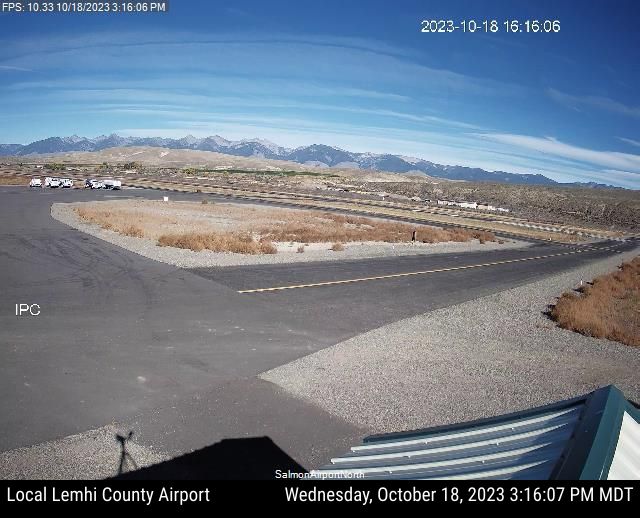 FPS: 10.33 10/18/2023 3:16:06 PM
2023-10-18 16:16:06
IPC
SalmonAirportNorth
Local Lemhi County Airport Wednesday, October 18, 2023 3:16:07 PM MDT